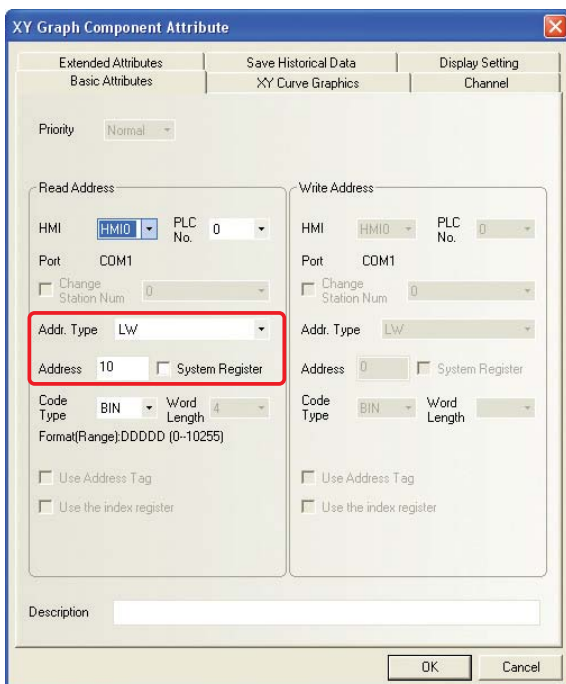 XY Graph Component Attribute
Extended Attributes Save Historical Data Display Setting
Basic Attributes XY Curve Graphics Channel
Priority Normal
Read Address
HMI HMI0 PLC No. 0
Port COM1
Change Station Num 0
Addr. Type LW
Address 10 System Register
Code Type BIN Word Length 4
Format(Range):DDDDD (0--10255)
Use Address Tag
Use the index register
Write Address
HMI HMI0 PLC No. 0
Port COM1
Change Station Num 0
Addr. Type LW
Address 0 System Register
Code Type BIN Word Length
Use Address Tag
Use the index register
Description
OK Cancel